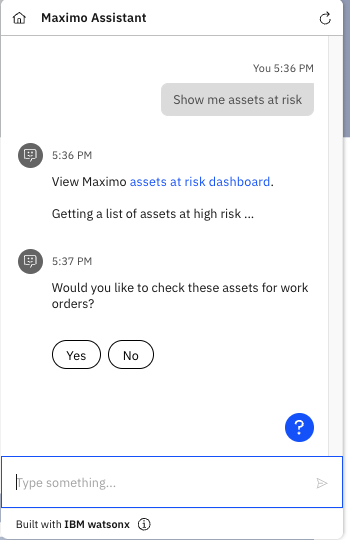 Maximo Assistant
You 5:36 PM
Show me assets at risk
5:36 PM
View Maximo assets at risk dashboard.
Getting a list of assets at high risk ...
5:37 PM
Would you like to check these assets for work
orders?
Yes No
?
Type something...
Built with IBM watsonx